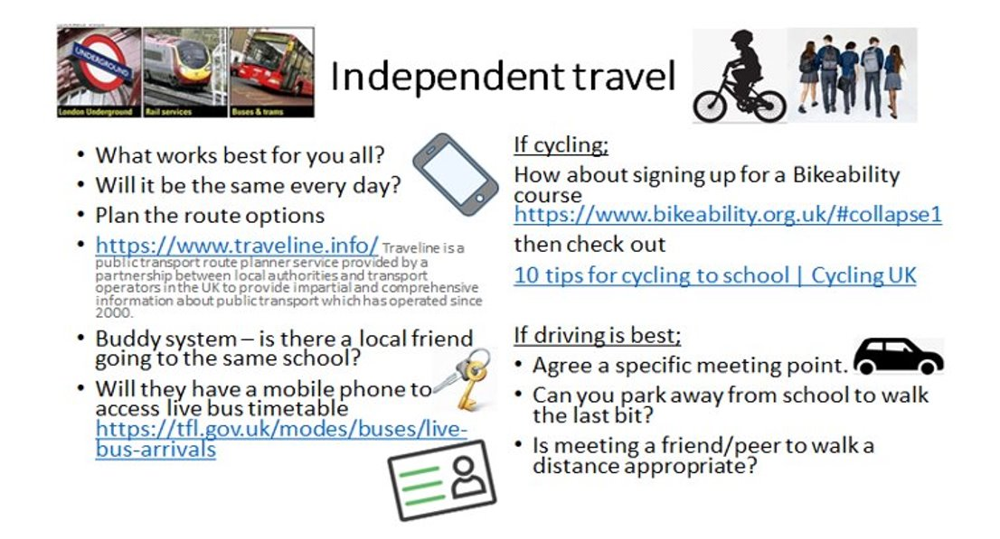 UNDERGROUND
London Underground
Rail services
Buses & trams
Independent travel
• What works best for you all?
• Will it be the same every day?
• Plan the route options
• https://www.traveline.info/ Traveline is a
public transport route planner service provided by a
partnership between local authorities and transport
operators in the UK to provide impartial and comprehensive
information about public transport which has operated since
2000.
• Buddy system – is there a local friend
going to the same school?
• Will they have a mobile phone to
access live bus timetable
https://tfl.gov.uk/modes/buses/live-
bus-arrivals
If cycling;
How about signing up for a Bikeability
course
https://www.bikeability.org.uk/#collapse1
then check out
10 tips for cycling to school | Cycling UK
If driving is best;
• Agree a specific meeting point.
• Can you park away from school to walk
the last bit?
• Is meeting a friend/peer to walk a
distance appropriate?